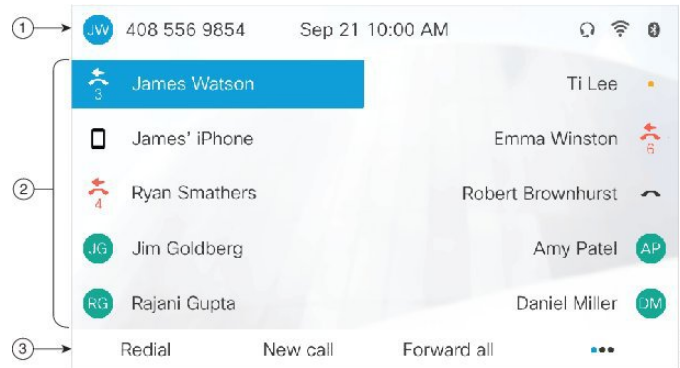 1 JW 408 556 9854 Sep 21 10:00 AM
3 James Watson Ti Lee
2 James’ iPhone Emma Winston 6
4 Ryan Smathers Robert Brownhurst
JG Jim Goldberg Amy Patel AP
RG Rajani Gupta Daniel Miller DM
3 Redial New call Forward all